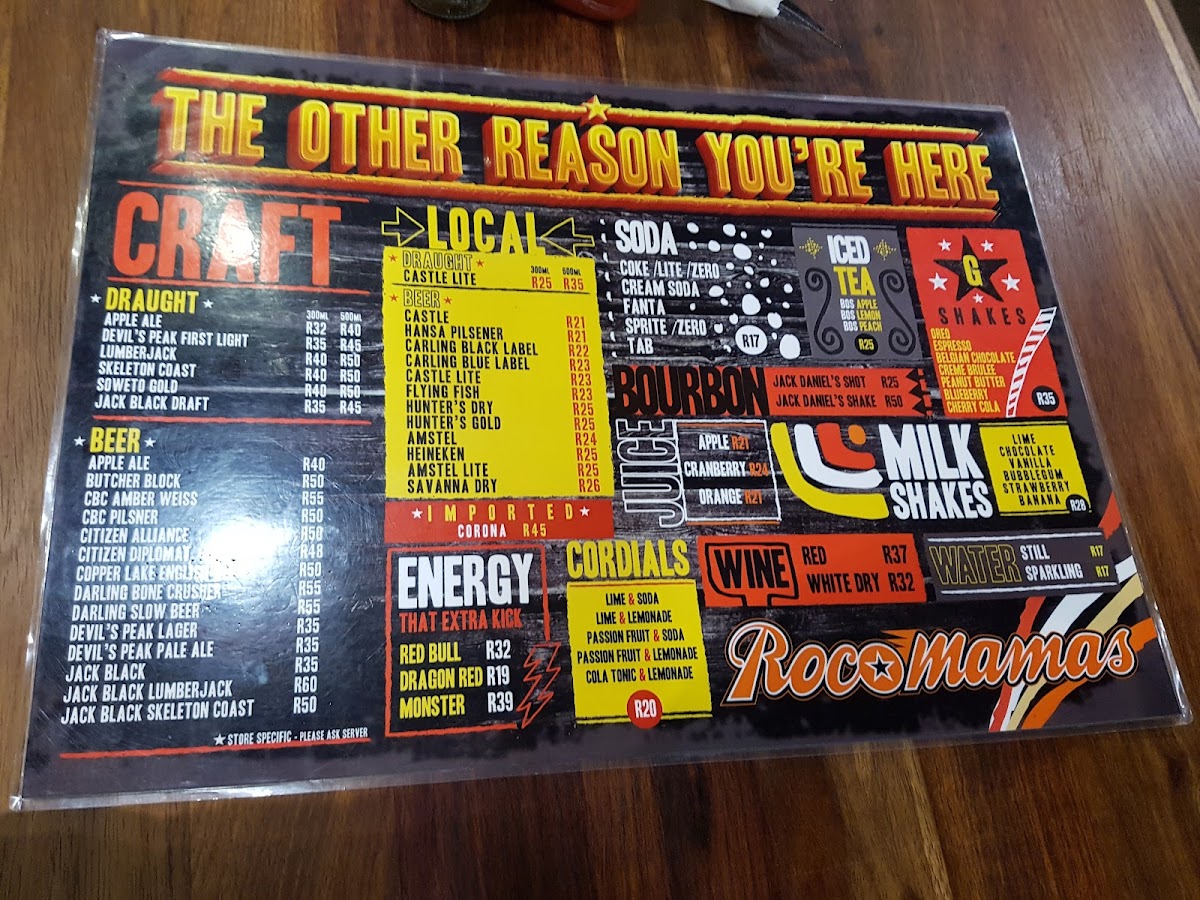 THE OTHER REASON YOU'RE HERE
CRAFT
DRAUGHT
300ML 500ML
APPLE ALE R32 R40
DEVIL'S PEAK FIRST LIGHT R35 R45
LUMBERJACK R40 R50
SKELETON COAST R40 R50
SOWETO GOLD R40 R50
JACK BLACK DRAFT R35 R45
BEER
APPLE ALE R40
BUTCHER BLOCK R50
CBC AMBER WEISS R55
CBC PILSNER R50
CITIZEN ALLIANCE R50
CITIZEN DIPLOMAT R48
COPPER LAKE R50
DARLING BONE CRUSHER R55
DARLING SLOW BEER R55
DEVIL'S PEAK LAGER R35
DEVIL'S PEAK PALE ALE R35
JACK BLACK R35
JACK BLACK LUMBERJACK R60
JACK BLACK SKELETON COAST R50
STORE SPECIFIC - PLEASE ASK SERVER
LOCAL
DRAUGHT
300ML 500ML
CASTLE LITE R25 R35
BEER
CASTLE R21
HANSA PILSENER R21
CARLING BLACK LABEL R22
CARLING BLUE LABEL R23
CASTLE LITE R23
FLYING FISH R23
HUNTER'S DRY R25
HUNTER'S GOLD R25
AMSTEL R24
HEINEKEN R25
AMSTEL LITE R25
SAVANNA DRY R26
IMPORTED
CORONA R45
ENERGY
THAT EXTRA KICK
RED BULL R32
DRAGON RED R19
MONSTER R39
SODA
COKE /LITE /ZERO
CREAM SODA
FANTA
SPRITE /ZERO
TAB
R17
ICED
TEA
BOS APPLE
BOS LEMON
BOS PEACH
R25
G
SHAKES
OREO
ESPRESSO
BELGIAN CHOCOLATE
CREME BRULEE
PEANUT BUTTER
BLUEBERRY
CHERRY COLA
R35
BOURBON
JACK DANIEL'S SHOT R25
JACK DANIEL'S SHAKE R50
JUICE
APPLE R21
CRANBERRY R24
ORANGE R21
MILK
SHAKES
LIME
CHOCOLATE
VANILLA
BUBBLEGUM
STRAWBERRY
BANANA
R28
CORDIALS
LIME & SODA
LIME & LEMONADE
PASSION FRUIT & SODA
PASSION FRUIT & LEMONADE
COLA TONIC & LEMONADE
R20
WINE
RED R37
WHITE DRY R32
WATER
STILL R17
SPARKLING R17
ROCOMAMAS